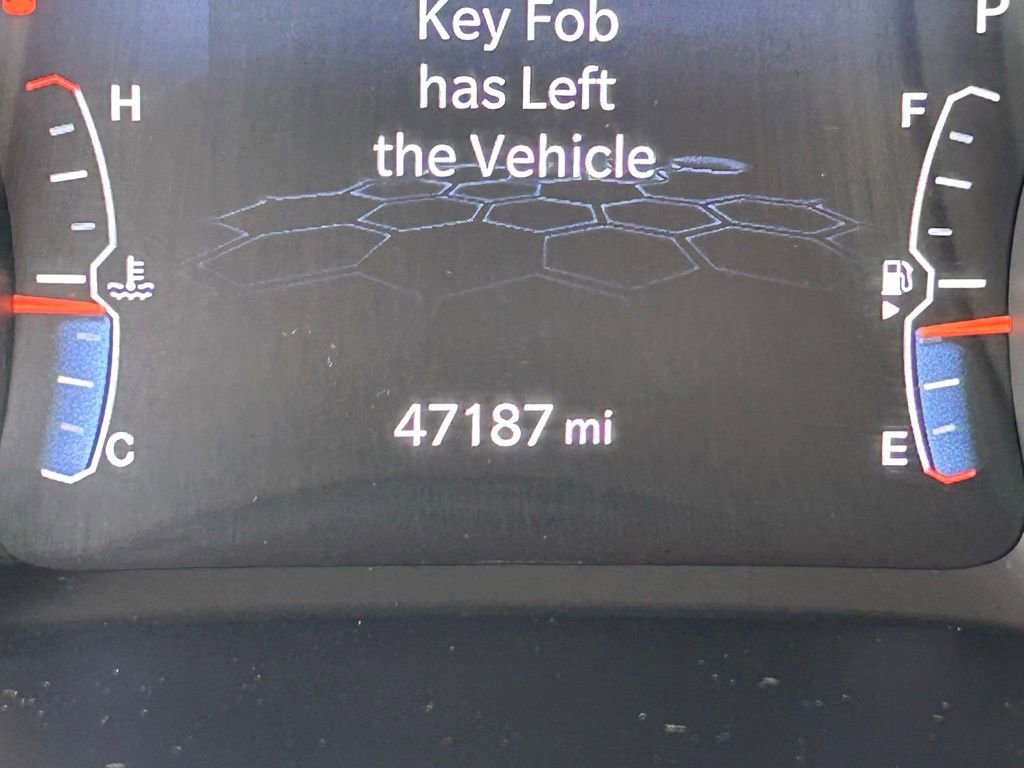 Key Fob
has Left
the Vehicle
P
H
F
47187 mi
C
E